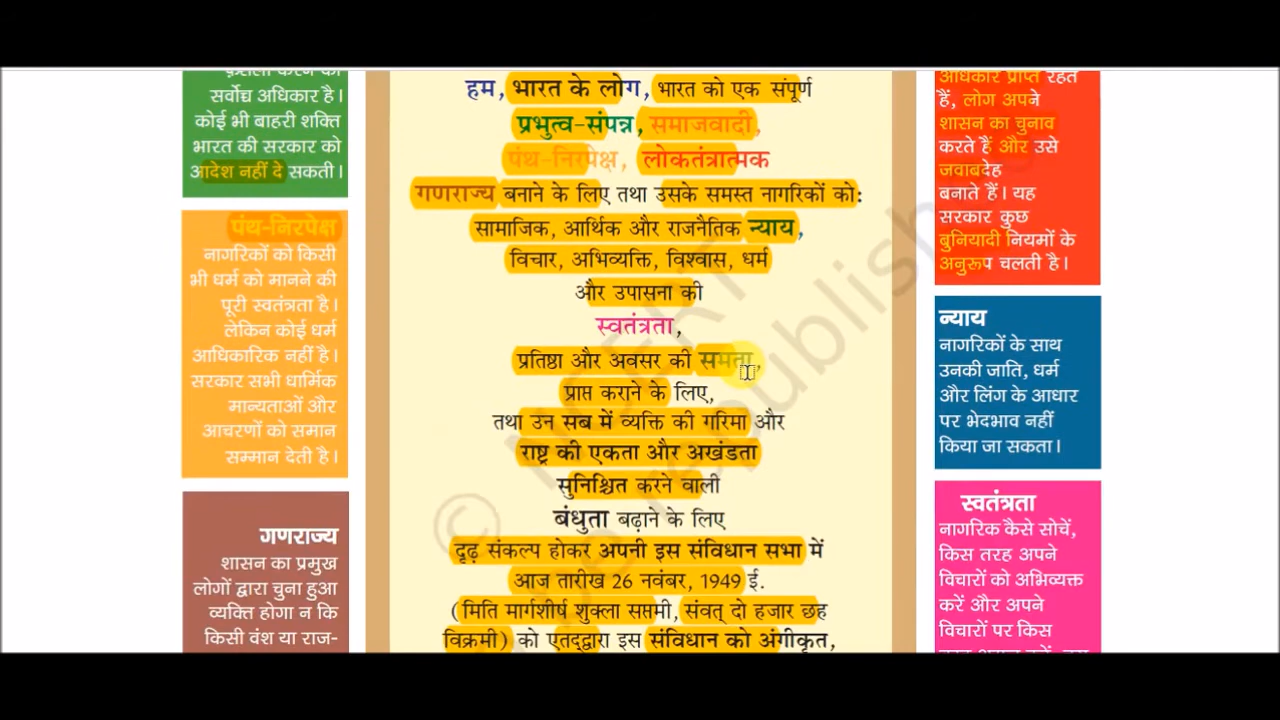 सर्वोच्च अधिकार है।
कोई भी बाहरी शक्ति
भारत की सरकार को
आदेश नहीं दे सकती।
पंथ-निरपेक्ष
नागरिकों को किसी
भी धर्म को मानने की
पूरी स्वतंत्रता है।
लेकिन कोई धर्म
आधिकारिक नहीं है।
सरकार सभी धार्मिक
मान्यताओं और
आचरणों को समान
सम्मान देती है।
गणराज्य
शासन का प्रमुख
लोगों द्वारा चुना हुआ
व्यक्ति होगा न कि
किसी वंश या राज-
हम, भारत के लोग, भारत को एक संपूर्ण
प्रभुत्व-संपन्न, समाजवादी,
पंथ-निरपेक्ष, लोकतंत्रात्मक
गणराज्य बनाने के लिए तथा उसके समस्त नागरिकों को:
सामाजिक, आर्थिक और राजनैतिक न्याय,
विचार, अभिव्यक्ति, विश्वास, धर्म
और उपासना की
स्वतंत्रता,
प्रतिष्ठा और अवसर की समता,
प्राप्त कराने के लिए,
तथा उन सब में व्यक्ति की गरिमा और
राष्ट्र की एकता और अखंडता
सुनिश्चित करने वाली
बंधुता बढ़ाने के लिए
दृढ़ संकल्प होकर अपनी इस संविधान सभा में
आज तारीख 26 नवंबर, 1949 ई.
(मिति मार्गशीर्ष शुक्ला सप्तमी, संवत् दो हजार छह
विक्रमी) को एतद्द्वारा इस संविधान को अंगीकृत,
अधिकार प्राप्त रहते
हैं, लोग अपने
शासन का चुनाव
करते हैं और उसे
जवाबदेह
बनाते हैं। यह
सरकार कुछ
बुनियादी नियमों के
अनुरूप चलती है।
न्याय
नागरिकों के साथ
उनकी जाति, धर्म
और लिंग के आधार
पर भेदभाव नहीं
किया जा सकता।
स्वतंत्रता
नागरिक कैसे सोचें,
किस तरह अपने
विचारों को अभिव्यक्त
करें और अपने
विचारों पर किस